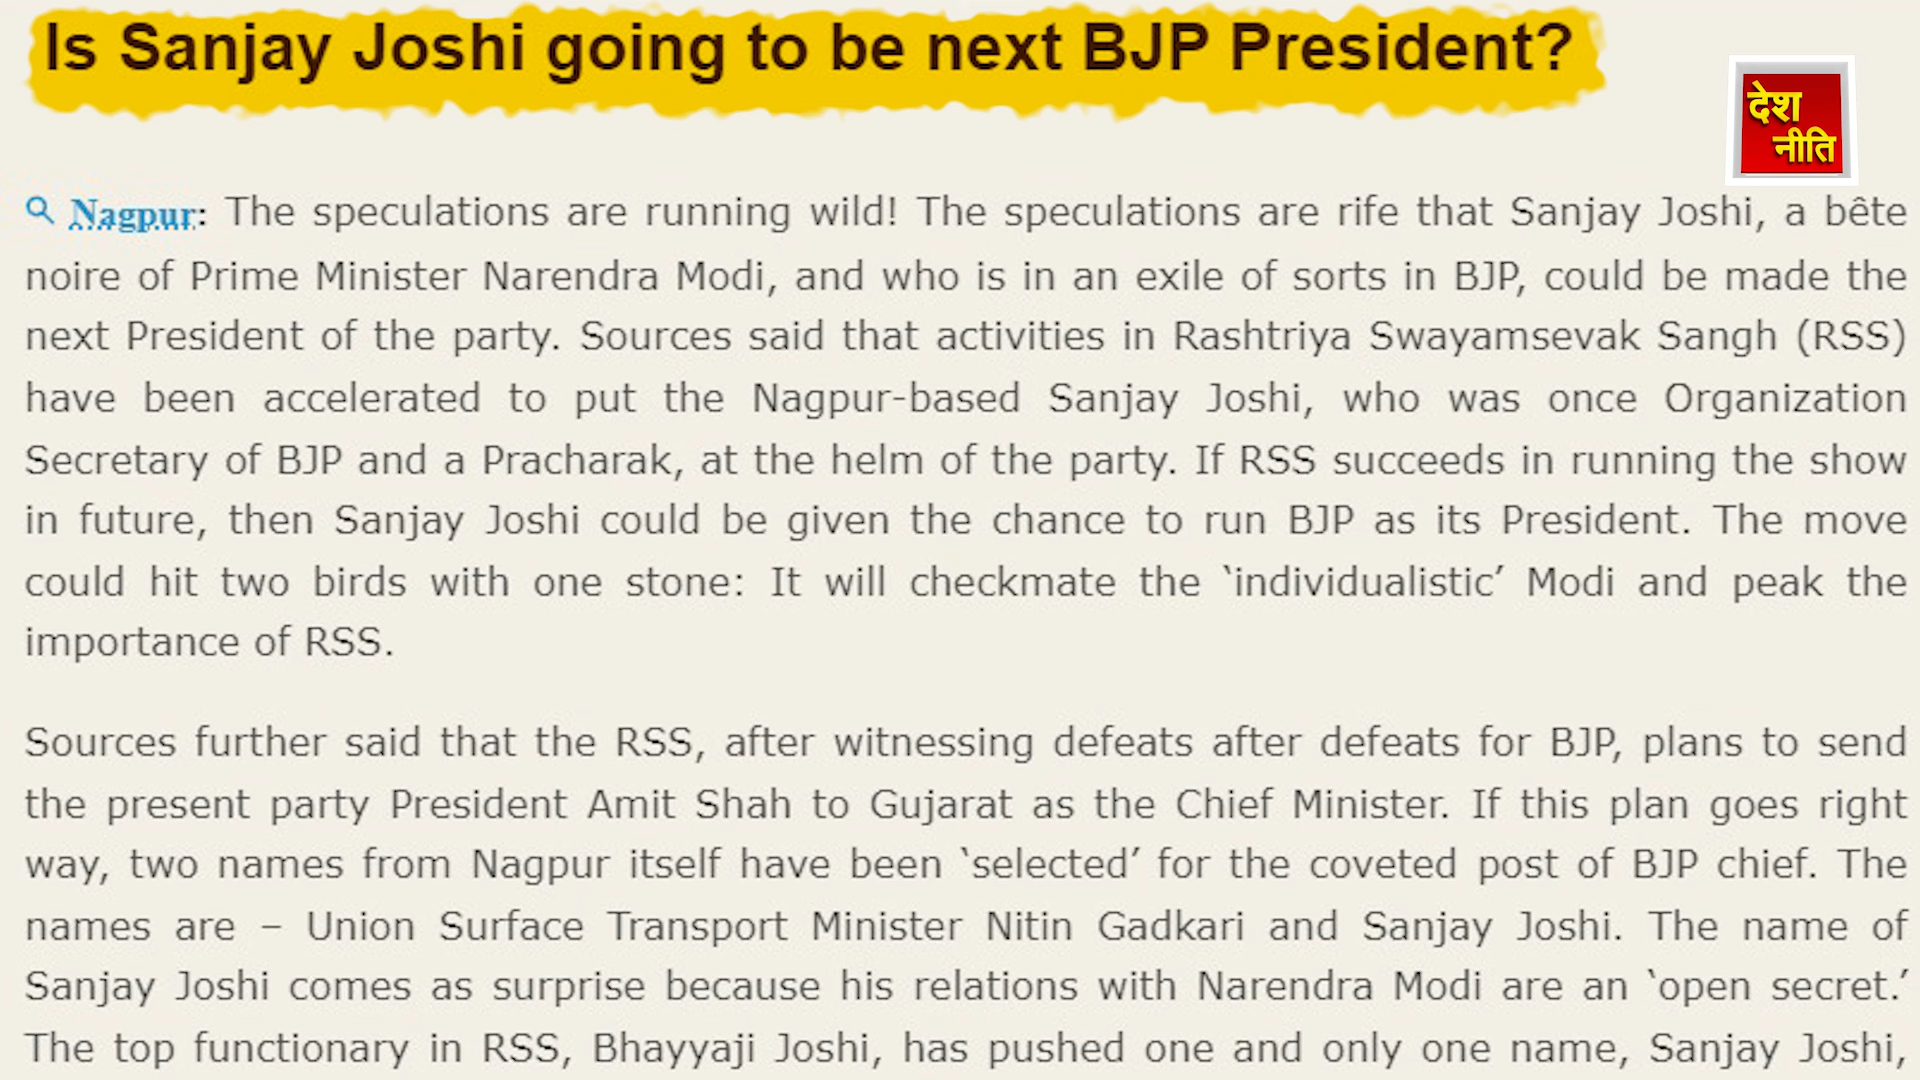 Is Sanjay Joshi going to be next BJP President?
देश
नीति
Nagpur: The speculations are running wild! The speculations are rife that Sanjay Joshi, a bête
noire of Prime Minister Narendra Modi, and who is in an exile of sorts in BJP, could be made the
next President of the party. Sources said that activities in Rashtriya Swayamsevak Sangh (RSS)
have been accelerated to put the Nagpur-based Sanjay Joshi, who was once Organization
Secretary of BJP and a Pracharak, at the helm of the party. If RSS succeeds in running the show
in future, then Sanjay Joshi could be given the chance to run BJP as its President. The move
could hit two birds with one stone: It will checkmate the ‘individualistic’ Modi and peak the
importance of RSS.
Sources further said that the RSS, after witnessing defeats after defeats for BJP, plans to send
the present party President Amit Shah to Gujarat as the Chief Minister. If this plan goes right
way, two names from Nagpur itself have been ‘selected’ for the coveted post of BJP chief. The
names are – Union Surface Transport Minister Nitin Gadkari and Sanjay Joshi. The name of
Sanjay Joshi comes as surprise because his relations with Narendra Modi are an ‘open secret.’
The top functionary in RSS, Bhayyaji Joshi, has pushed one and only one name, Sanjay Joshi,